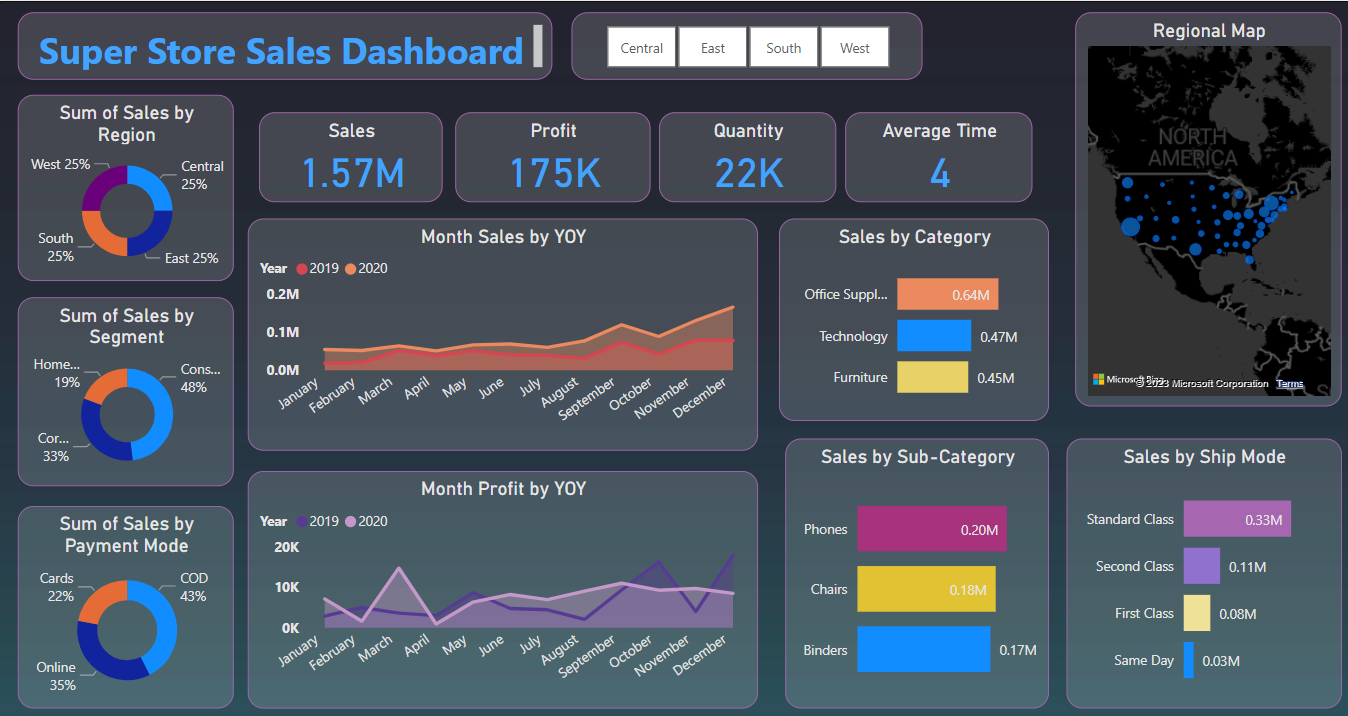 Super Store Sales Dashboard
Central East South West
Regional Map
NORTH
AMERICA
© 2023 Microsoft Corporation Terms
Sum of Sales by
Region
West 25%
Central
25%
South
25%
East 25%
Sales
1.57M
Profit
175K
Quantity
22K
Average Time
4
Month Sales by YOY
Year 2019 2020
0.2M
0.1M
0.0M
January February March April May June July August September October November December
Sales by Category
Office Suppl... 0.64M
Technology 0.47M
Furniture 0.45M
Sum of Sales by
Segment
Home...
19%
Cons...
48%
Cor...
33%
Sum of Sales by
Payment Mode
Cards
22%
COD
43%
Online
35%
Month Profit by YOY
Year 2019 2020
20K
10K
0K
January February March April May June July August September October November December
Sales by Sub-Category
Phones 0.20M
Chairs 0.18M
Binders 0.17M
Sales by Ship Mode
Standard Class 0.33M
Second Class 0.11M
First Class 0.08M
Same Day 0.03M